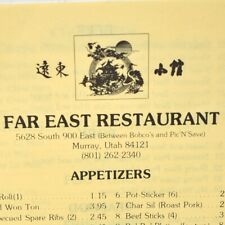 遠東 小館
FAR EAST RESTAURANT
5628 South 900 East (Between Bobco's and Pic'N Save)
Murray, Utah 84121
(801) 262-2340
APPETIZERS
Roll (1) 1.15 6 Pot-Sticker (6) 2
Won Ton 3.95 7 Char Sil (Roast Pork)
Spare Ribs (2) 2.45 8 Beef Sticks (4)